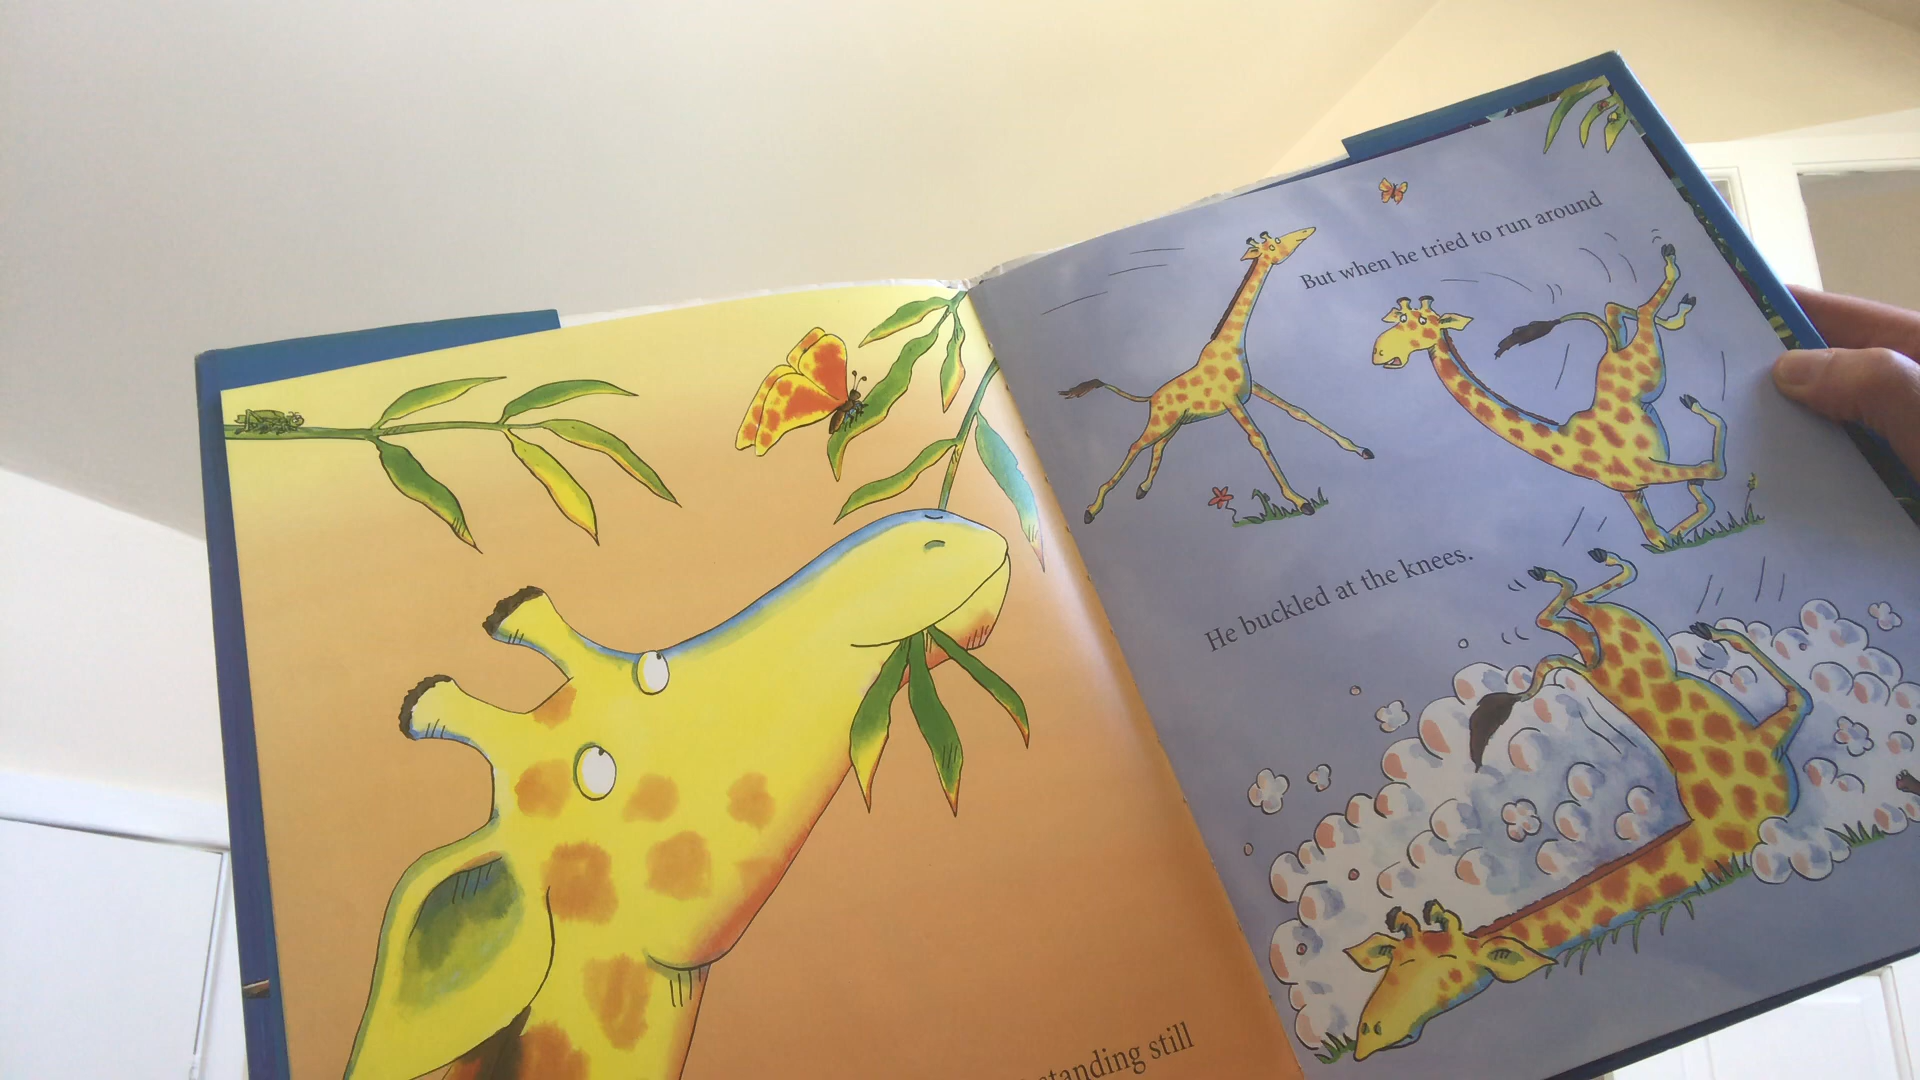 standing still
But when he tried to run around
He buckled at the knees.